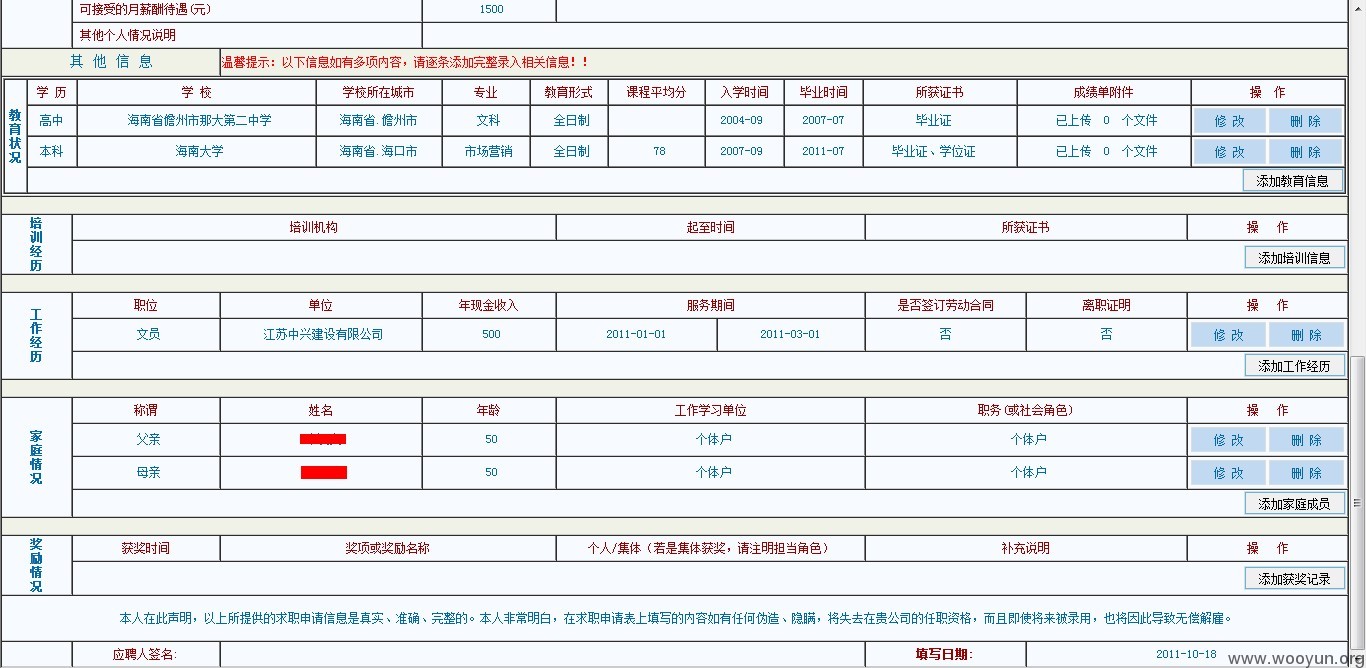 可接受的月薪酬待遇(元) 1500
其他个人情况说明
其 他 信 息 温馨提示：以下信息如有多项内容，请逐条添加完整录入相关信息！！
教育状况
学 历 学 校 学校所在城市 专业 教育形式 课程平均分 入学时间 毕业时间 所获证书 成绩单附件 操 作
高中 海南省儋州市那大第二中学 海南省.儋州市 文科 全日制 2004-09 2007-07 毕业证 已上传 0 个文件 修 改 删 除
本科 海南大学 海南省.海口市 市场营销 全日制 78 2007-09 2011-07 毕业证、学位证 已上传 0 个文件 修 改 删 除
添加教育信息
培训经历
培训机构 起至时间 所获证书 操 作
添加培训信息
工作经历
职位 单位 年现金收入 服务期间 是否签订劳动合同 离职证明 操 作
文员 江苏中兴建设有限公司 500 2011-01-01 2011-03-01 否 否 修 改 删 除
添加工作经历
家庭情况
称谓 姓名 年龄 工作学习单位 职务(或社会角色) 操 作
父亲 50 个体户 个体户 修 改 删 除
母亲 50 个体户 个体户 修 改 删 除
添加家庭成员
奖励情况
获奖时间 奖项或奖励名称 个人/集体（若是集体获奖，请注明担当角色） 补充说明 操 作
添加获奖记录
本人在此声明，以上所提供的求职申请信息是真实、准确、完整的。本人非常明白，在求职申请表上填写的内容如有任何伪造、隐瞒，将失去在贵公司的任职资格，而且即使将来被录用，也将因此导致无偿解雇。
应聘人签名: 填写日期: 2011-10-18
www.wooyun.org